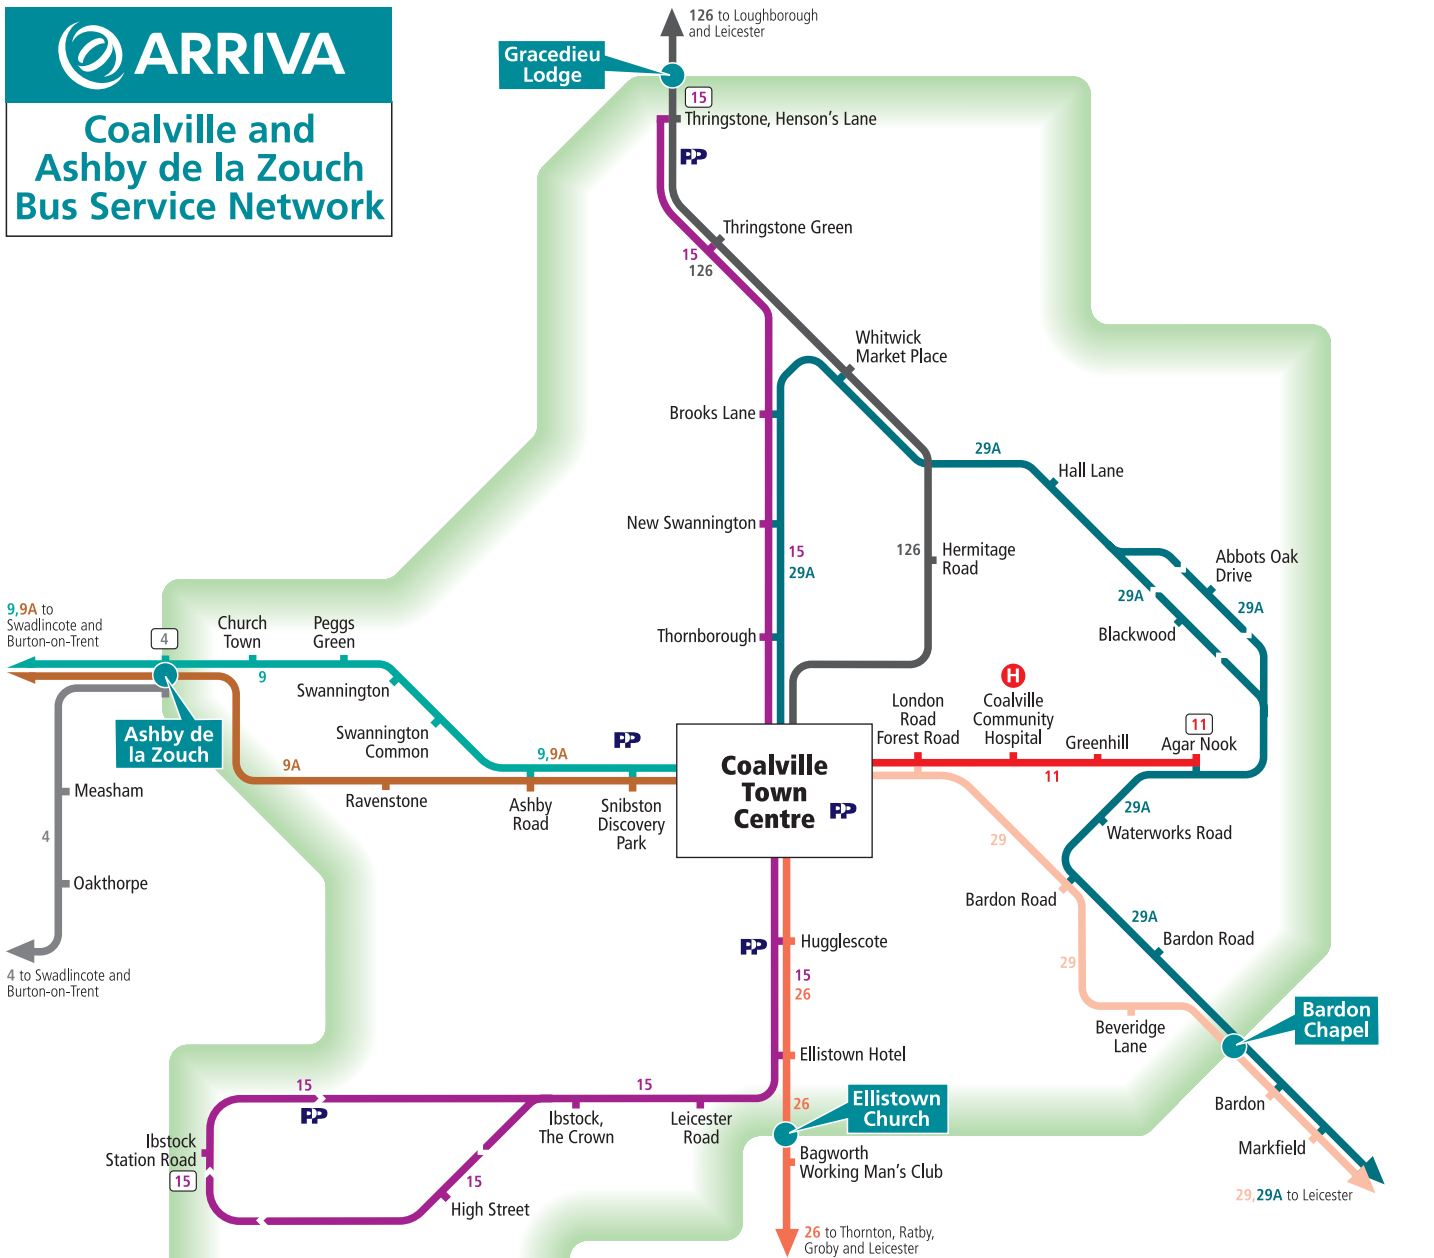 ARRIVA
Coalville and
Ashby de la Zouch
Bus Service Network
126 to Loughborough
and Leicester
Gracedieu
Lodge
15
Thringstone, Henson's Lane
PP
Thringstone Green
15
126
Whitwick
Market Place
Brooks Lane
29A
Hall Lane
New Swannington
15
29A
126
Hermitage
Road
Abbots Oak
Drive
29A
29A
Blackwood
Thornborough
9,9A to
Swadlincote and
Burton-on-Trent
4
Church
Town
9
Peggs
Green
Swannington
Swannington
Common
Ashby de
la Zouch
9A
PP
9,9A
Ravenstone
Ashby
Road
Snibston
Discovery
Park
Measham
4
Oakthorpe
4 to Swadlincote and
Burton-on-Trent
Coalville
Town
Centre
PP
London
Road
Forest Road
H
Coalville
Community
Hospital
Greenhill
11
11
Agar Nook
29A
Waterworks Road
29
Bardon Road
29A
Bardon Road
29
Beveridge
Lane
Bardon
Chapel
PP
Hugglescote
15
26
Ellistown Hotel
26
Ellistown
Church
15
PP
15
Ibstock,
The Crown
Leicester
Road
Ibstock
Station Road
15
15
High Street
Bagworth
Working Man's Club
Bardon
Markfield
29,29A to Leicester
26 to Thornton, Ratby,
Groby and Leicester